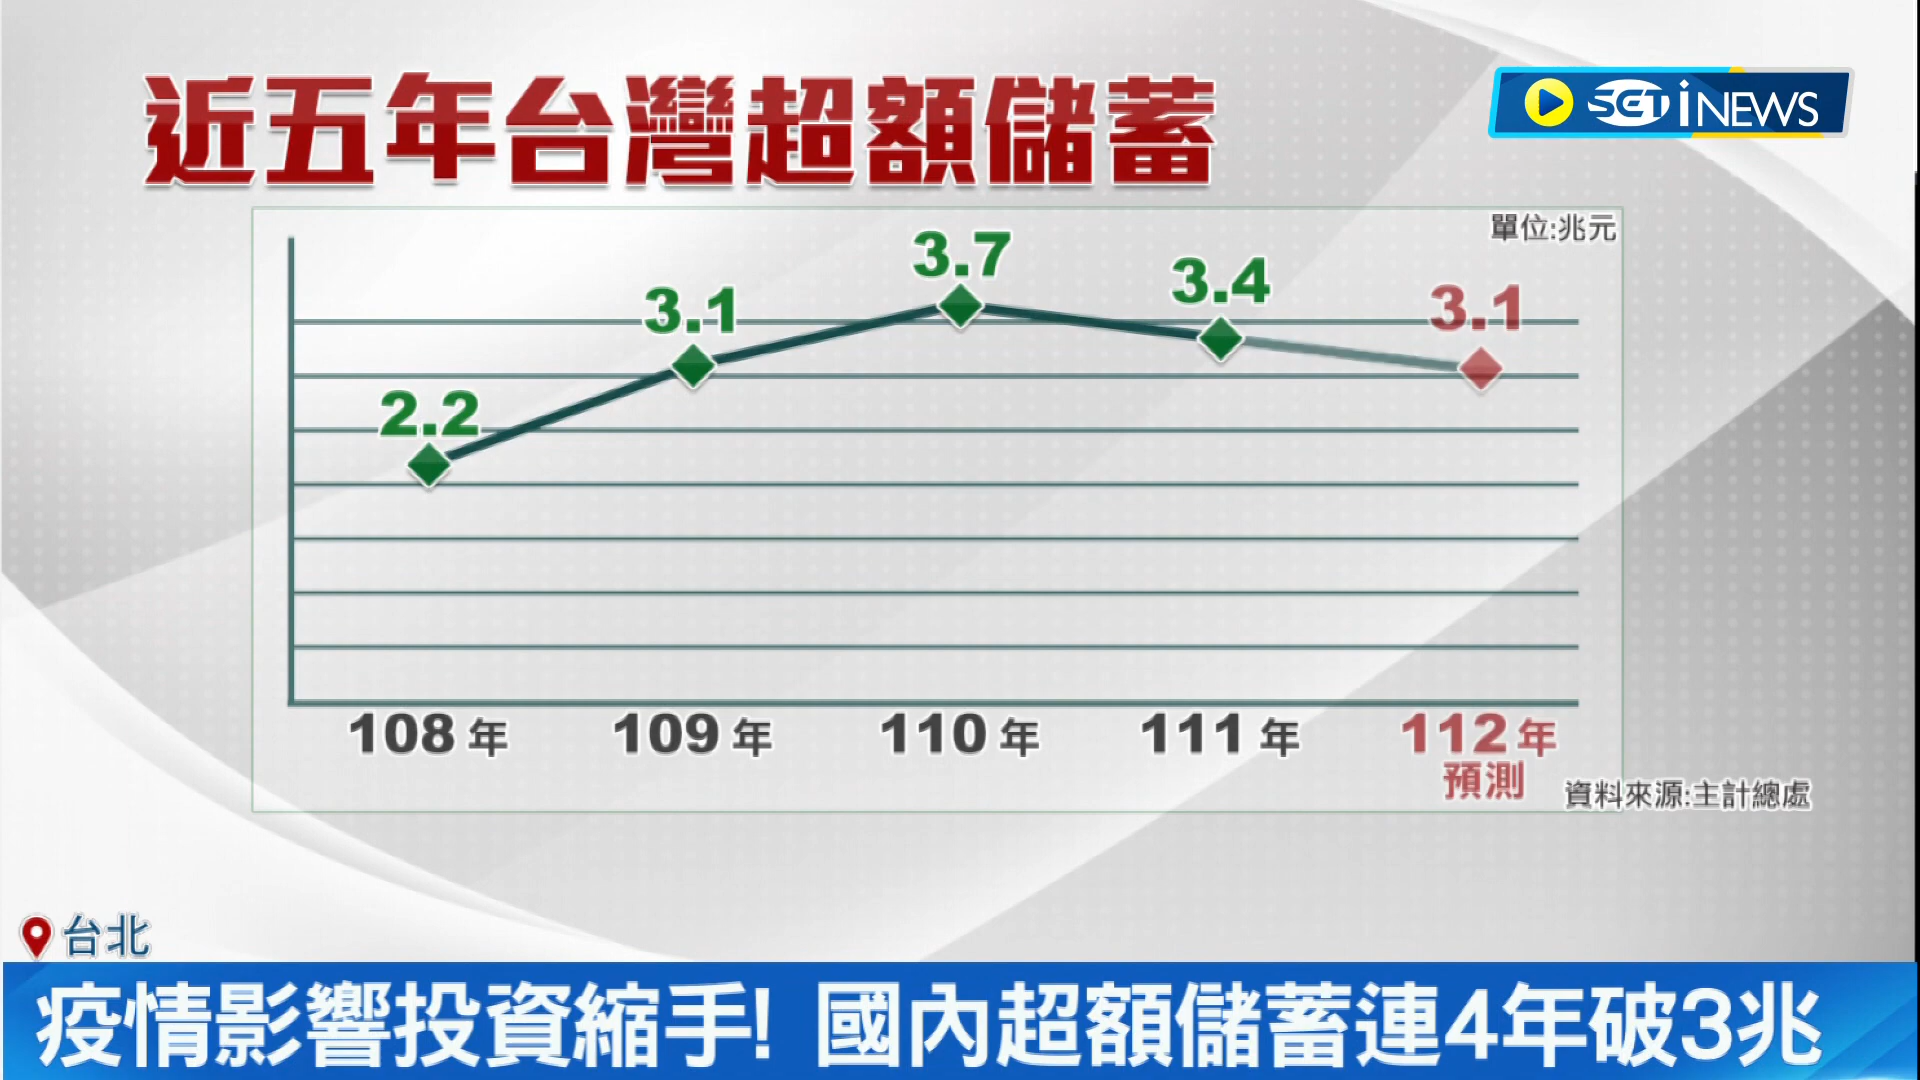 近五年台灣超額儲蓄
SET iNEWS
單位:兆元
2.2
3.1
3.7
3.4
3.1
108年
109年
110年
111年
112年
預測
資料來源:主計總處
台北
疫情影響投資縮手! 國內超額儲蓄連4年破3兆